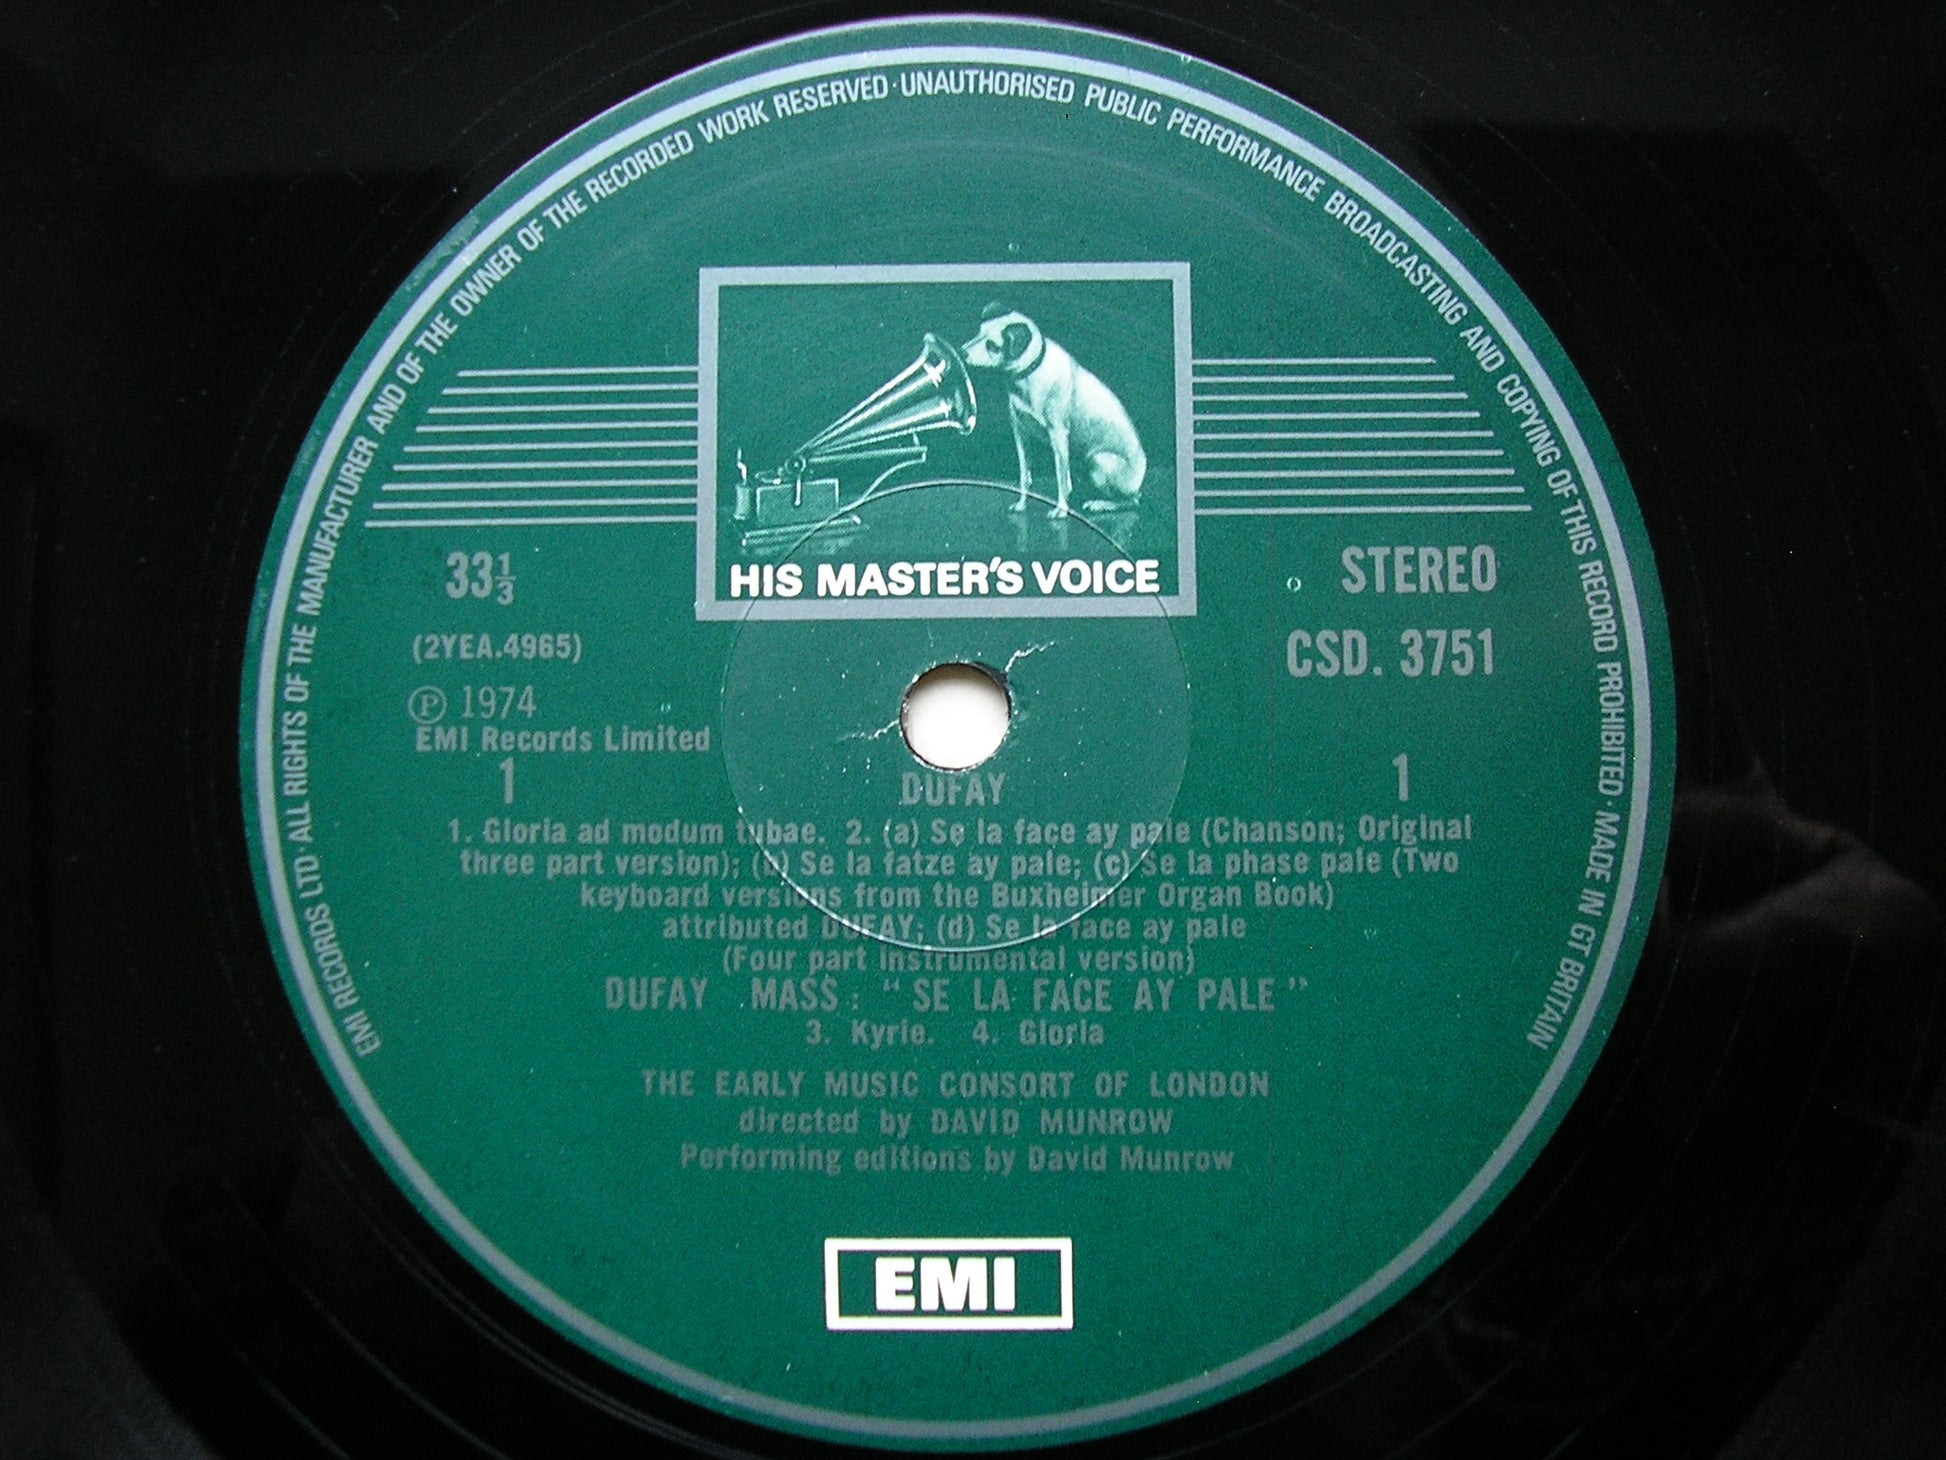 EMI RECORDS LTD·ALL RIGHTS OF THE MANUFACTURER AND OF THE OWNER OF THE RECORDED WORK RESERVED·UNAUTHORISED PUBLIC PERFORMANCE BROADCASTING AND COPYING OF THIS RECORD PROHIBITED·MADE IN GT BRITAIN
HIS MASTER'S VOICE
33⅓
STEREO
(2YEA.4965)
CSD. 3751
Ⓟ 1974
EMI Records Limited
1
1
DUFAY
1. Gloria ad modum tubae. 2. (a) Se la face ay pale (Chanson; Original
three part version); (b) Se la fatze ay pale; (c) Se la phase pale (Two
keyboard versions from the Buxheimer Organ Book)
attributed DUFAY; (d) Se la face ay pale
(Four part instrumental version)
DUFAY MASS: "SE LA FACE AY PALE"
3. Kyrie. 4. Gloria
THE EARLY MUSIC CONSORT OF LONDON
directed by DAVID MUNROW
Performing editions by David Munrow
EMI